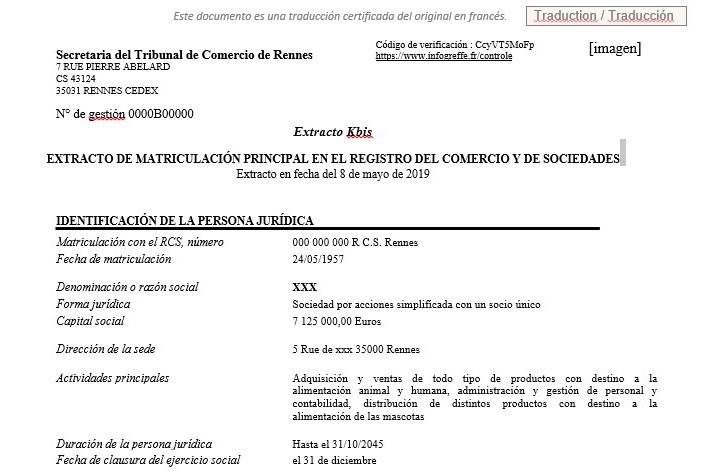 Este documento es una traducción certificada del original en francés.
Traduction / Traducción
Secretaria del Tribunal de Comercio de Rennes
7 RUE PIERRE ABELARD
CS 43124
35031 RENNES CEDEX
Código de verificación : CcyVT5MoFp
https://www.infogreffe.fr/controle
[imagen]
N° de gestión 0000B00000
Extracto Kbis
EXTRACTO DE MATRICULACIÓN PRINCIPAL EN EL REGISTRO DEL COMERCIO Y DE SOCIEDADES
Extracto en fecha del 8 de mayo de 2019
IDENTIFICACIÓN DE LA PERSONA JURÍDICA
Matriculación con el RCS, número 000 000 000 R C.S. Rennes
Fecha de matriculación 24/05/1957
Denominación o razón social XXX
Forma jurídica Sociedad por acciones simplificada con un socio único
Capital social 7 125 000,00 Euros
Dirección de la sede 5 Rue de xxx 35000 Rennes
Actividades principales Adquisición y ventas de todo tipo de productos con destino a la
alimentación animal y humana, administración y gestión de personal y
contabilidad, distribución de distintos productos con destino a la
alimentación de las mascotas
Duración de la persona jurídica Hasta el 31/10/2045
Fecha de clausura del ejercicio social el 31 de diciembre